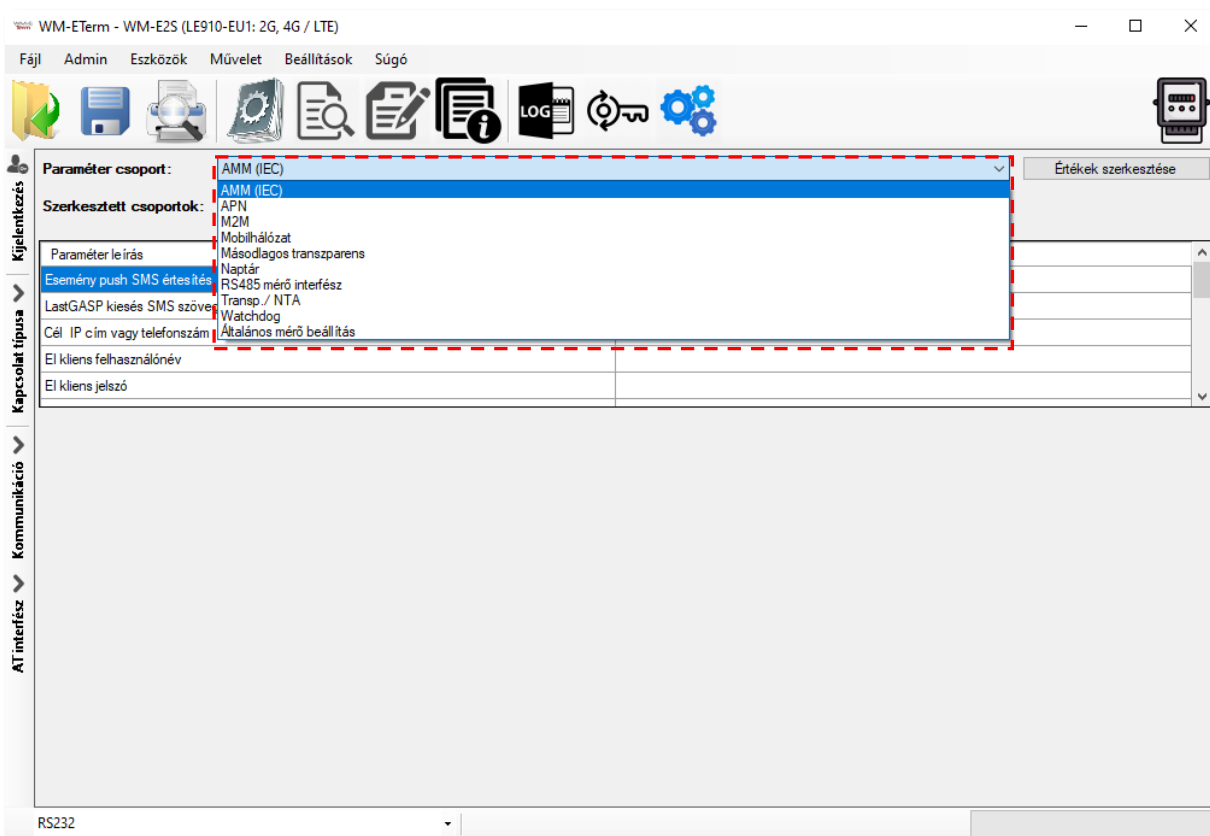 WM-ETerm - WM-E2S (LE910-EU1: 2G, 4G / LTE)
Fájl Admin Eszközök Művelet Beállítások Súgó
LOG
Paraméter csoport: AMM (IEC) Értékek szerkesztése
Szerkesztett csoportok:
AMM (IEC)
APN
M2M
Mobilhálózat
Másodlagos transzparens
Naptár
RS485 mérő interfész
Transp./ NTA
Watchdog
Általános mérő beállítás
Paraméter leírás
Esemény push SMS értesítés
LastGASP kiesés SMS szöve
Cél IP cím vagy telefonszám
EI kliens felhasználónév
EI kliens jelszó
Kijelentkezés
Kapcsolat típusa
Kommunikáció
AT interfész
RS232